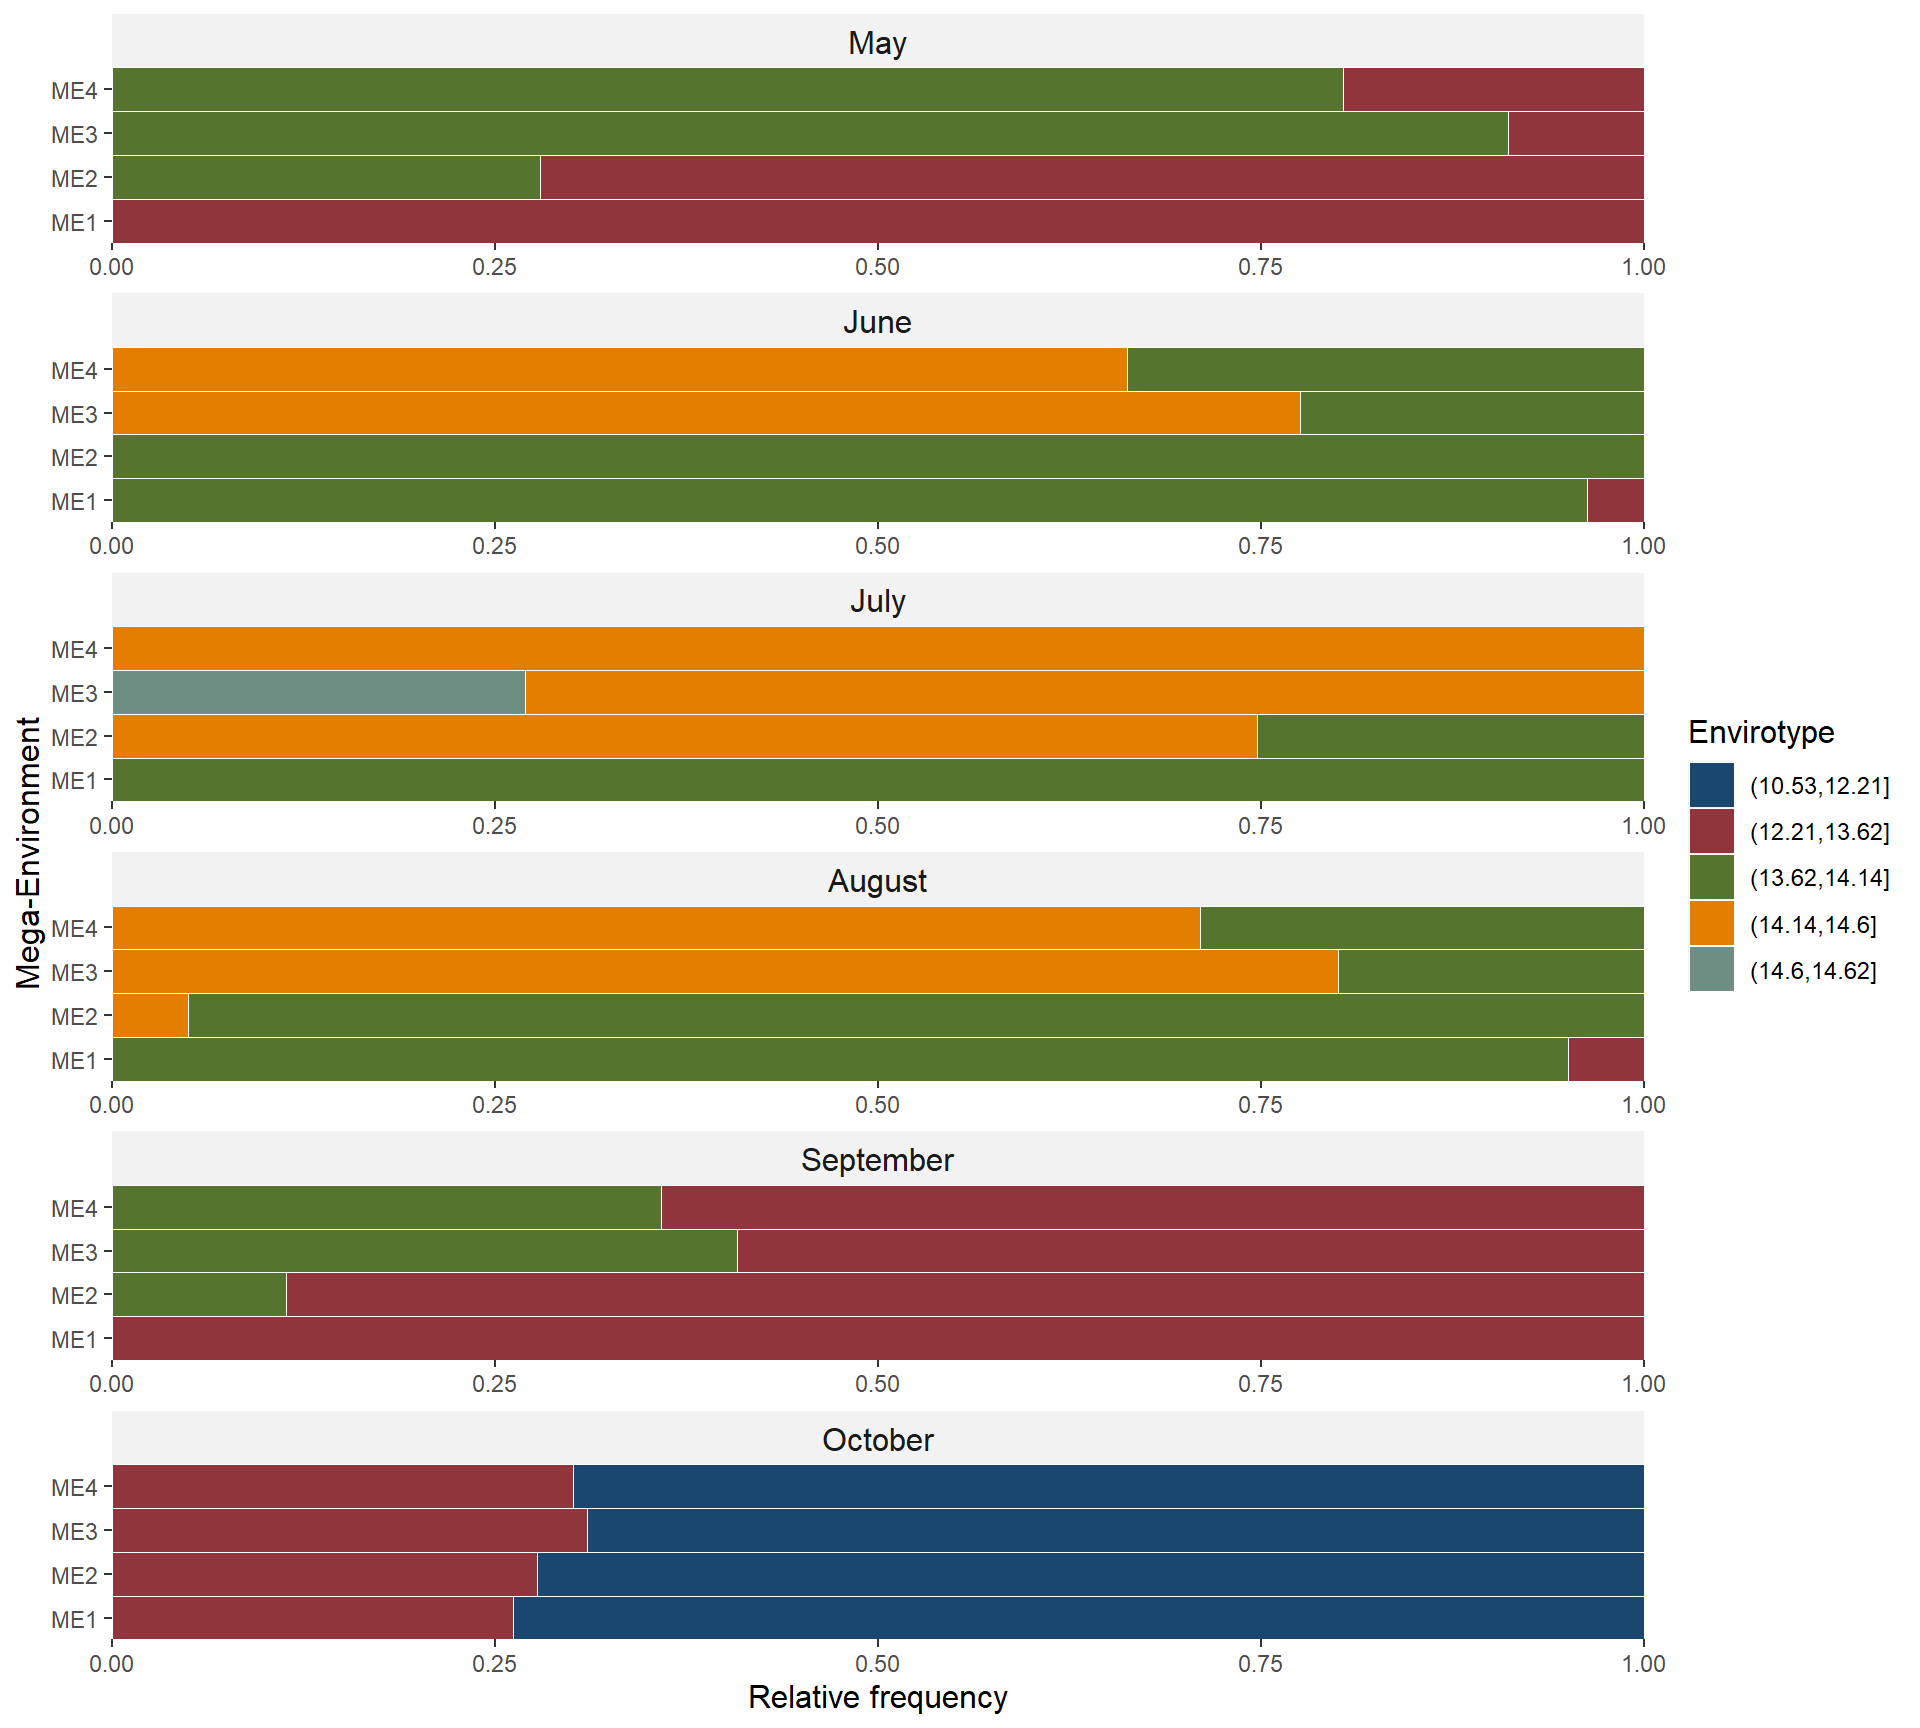 May
ME4
ME3
ME2
ME1
0.00 0.25 0.50 0.75 1.00
June
ME4
ME3
ME2
ME1
0.00 0.25 0.50 0.75 1.00
July
ME4
ME3
ME2
ME1
0.00 0.25 0.50 0.75 1.00
August
ME4
ME3
ME2
ME1
0.00 0.25 0.50 0.75 1.00
September
ME4
ME3
ME2
ME1
0.00 0.25 0.50 0.75 1.00
October
ME4
ME3
ME2
ME1
0.00 0.25 0.50 0.75 1.00
Relative frequency
Mega-Environment
Envirotype
(10.53,12.21]
(12.21,13.62]
(13.62,14.14]
(14.14,14.6]
(14.6,14.62]